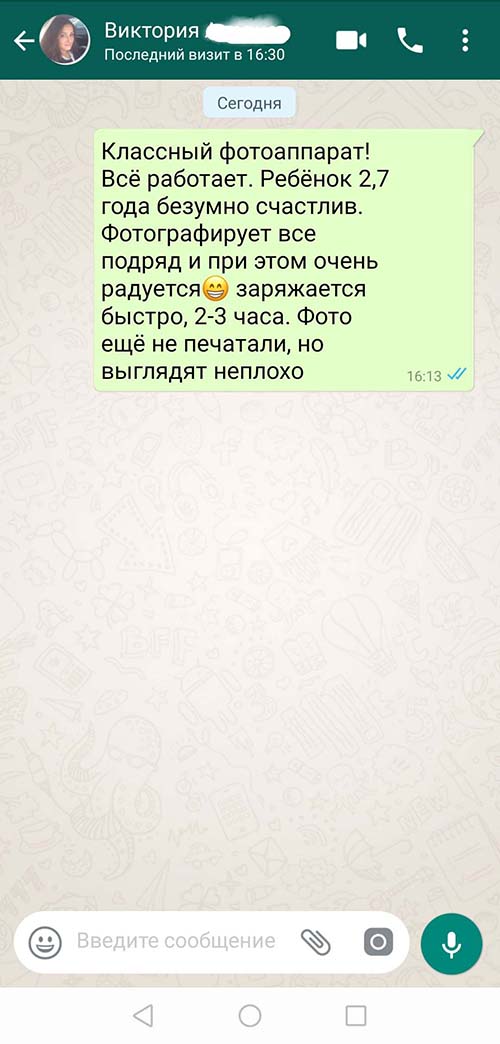 Виктория
Последний визит в 16:30
Сегодня
Классный фотоаппарат!
Всё работает. Ребёнок 2,7
года безумно счастлив.
Фотографирует все
подряд и при этом очень
радуется😁 заряжается
быстро, 2-3 часа. Фото
ещё не печатали, но
выглядят неплохо
16:13
Введите сообщение